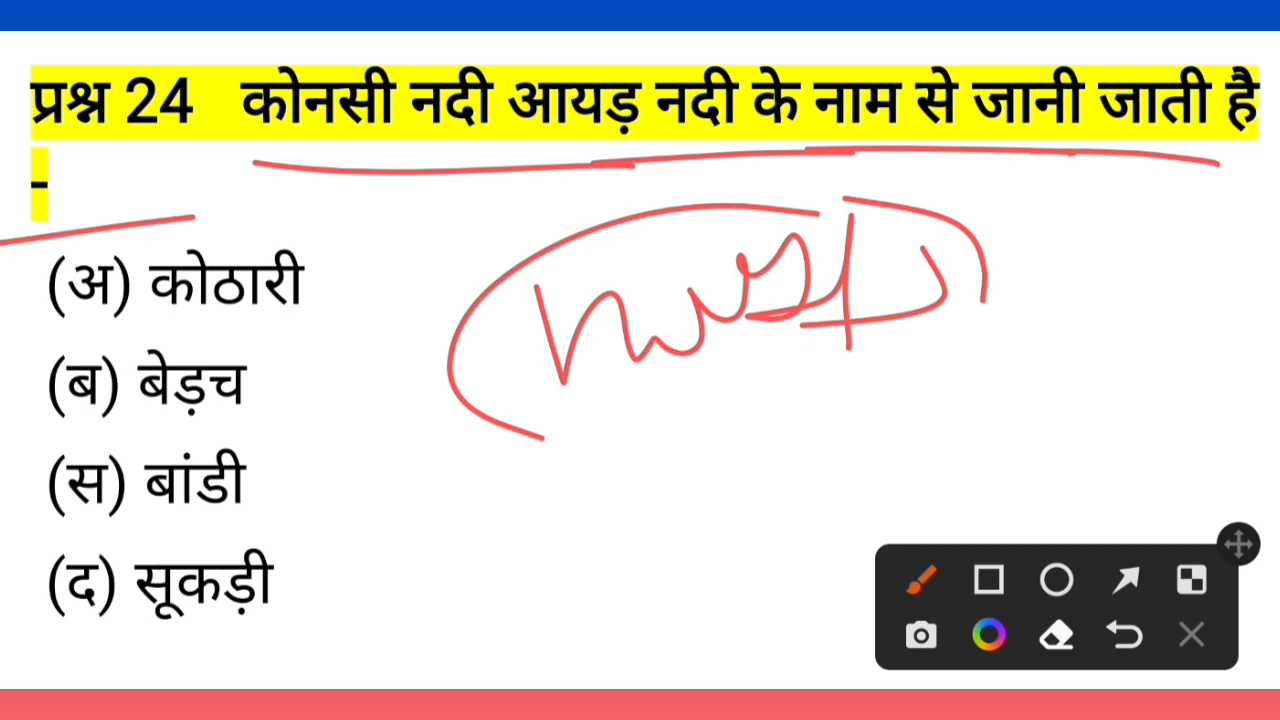 प्रश्न 24 कोनसी नदी आयड़ नदी के नाम से जानी जाती है
-
(अ) कोठारी
(ब) बेड़च
(स) बांडी
(द) सूकड़ी